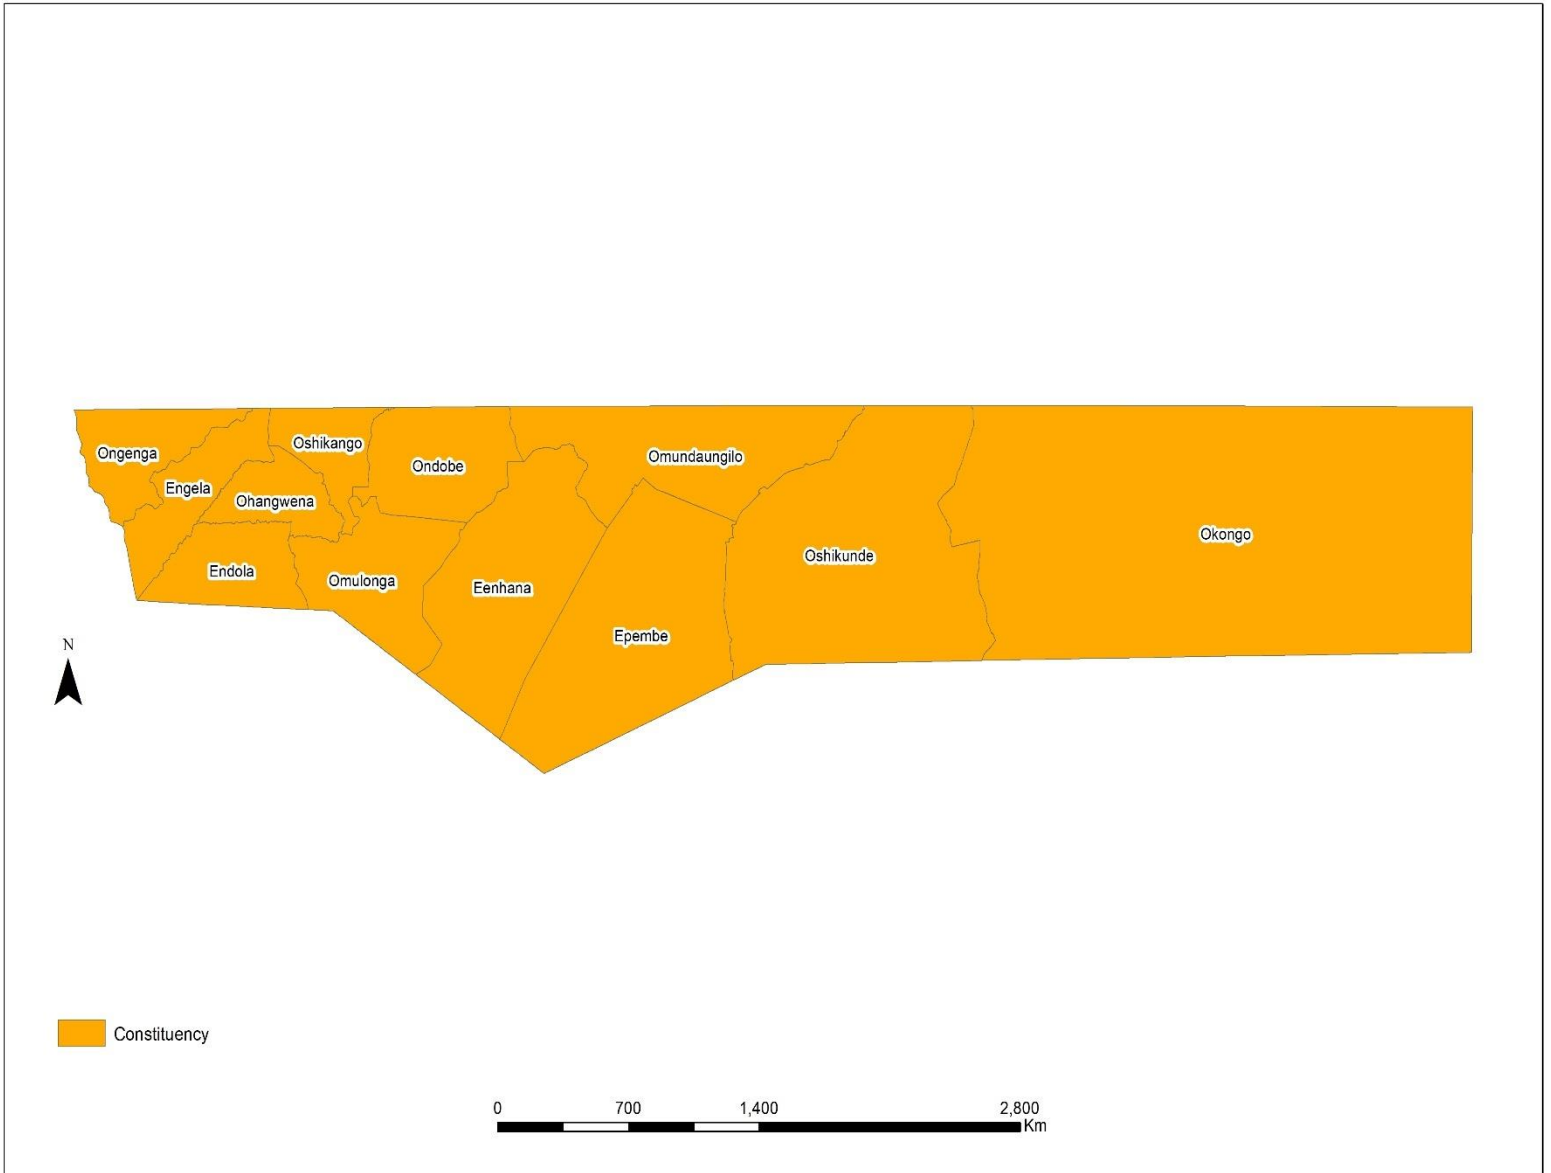 Oshikango
Ongenga
Omundaungilo
Ondobe
Engela
Ohangwena
Okongo
Oshikunde
Endola
Omulonga
Eenhana
Epembe
N
Constituency
0 700 1,400 2,800
Km